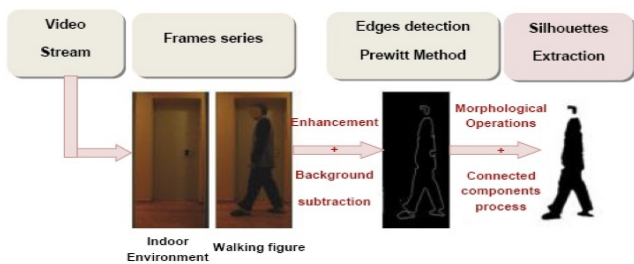 Video
Stream
Frames series
Edges detection
Prewitt Method
Silhouettes
Extraction
Enhancement
+
Background
subtraction
Morphological
Operations
+
Connected
components
process
Indoor
Environment
Walking figure